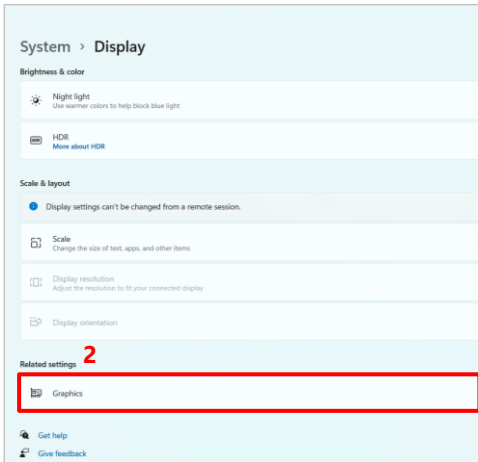 System > Display
Brightness & color
Night light
Use warmer colors to help block blue light
HDR
HDR
More about HDR
Scale & layout
Display settings can't be changed from a remote session.
Scale
Change the size of text, apps, and other items
Display resolution
Adjust the resolution to fit your connected display
Display orientation
Related settings
2
Graphics
Get help
Give feedback